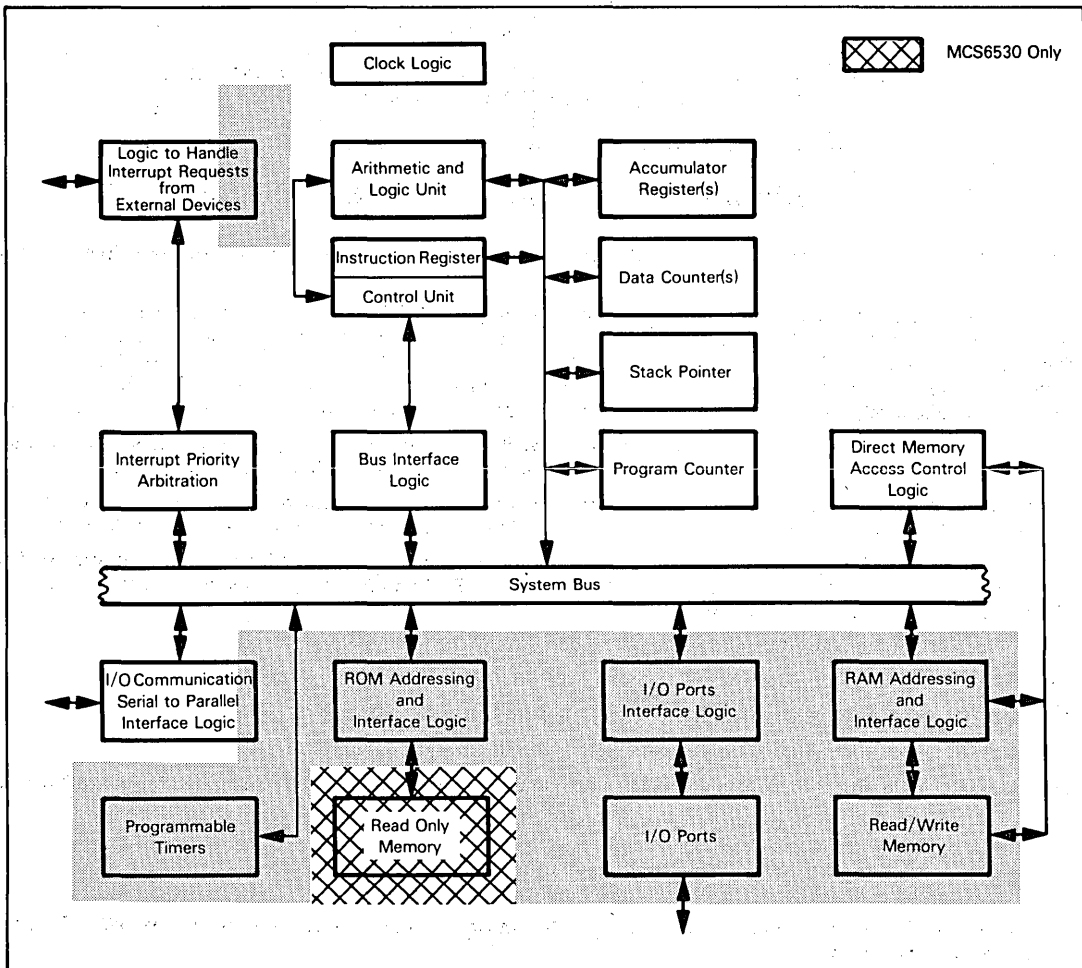 Clock Logic
MCS6530 Only
Logic to Handle
Interrupt Requests
from
External Devices
Arithmetic and
Logic Unit
Accumulator
Register(s)
Instruction Register
Control Unit
Data Counter(s)
Stack Pointer
Interrupt Priority
Arbitration
Bus Interface
Logic
Program Counter
Direct Memory
Access Control
Logic
System Bus
I/O Communication
Serial to Parallel
Interface Logic
ROM Addressing
and
Interface Logic
I/O Ports
Interface Logic
RAM Addressing
and
Interface Logic
Programmable
Timers
Read Only
Memory
I/O Ports
Read/Write
Memory